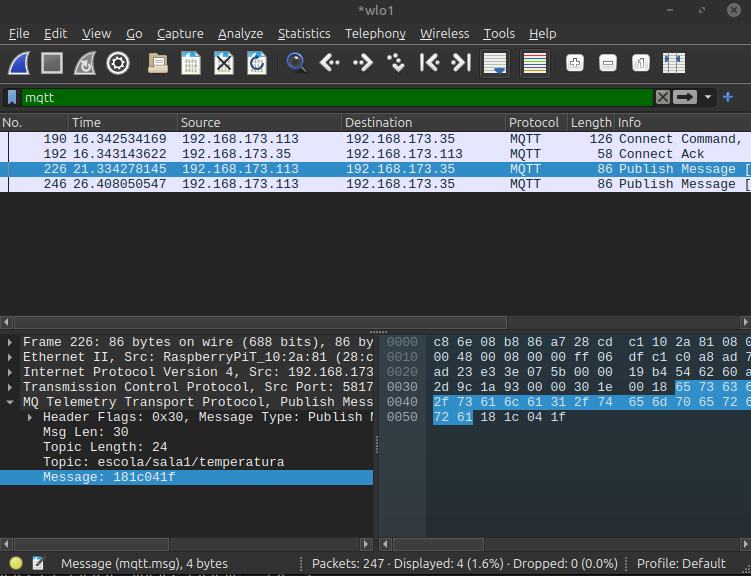 *wlo1
File Edit View Go Capture Analyze Statistics Telephony Wireless Tools Help
mqtt
No. Time Source Destination Protocol Length Info
190 16.342534169 192.168.173.113 192.168.173.35 MQTT 126 Connect Command,
192 16.343143622 192.168.173.35 192.168.173.113 MQTT 58 Connect Ack
226 21.334278145 192.168.173.113 192.168.173.35 MQTT 86 Publish Message [
246 26.408050547 192.168.173.113 192.168.173.35 MQTT 86 Publish Message [
Frame 226: 86 bytes on wire (688 bits), 86 by
Ethernet II, Src: RaspberryPiT_10:2a:81 (28:c
Internet Protocol Version 4, Src: 192.168.173
Transmission Control Protocol, Src Port: 5817
MQ Telemetry Transport Protocol, Publish Mess
Header Flags: 0x30, Message Type: Publish M
Msg Len: 30
Topic Length: 24
Topic: escola/sala1/temperatura
Message: 181c041f
0000 c8 6e 08 b8 86 a7 28 cd c1 10 2a 81 08 0
0010 00 48 00 08 00 00 ff 06 df c1 c0 a8 ad 7
0020 ad 23 e3 3e 07 5b 00 00 19 b4 54 62 60 a
0030 2d 9c 1a 93 00 00 30 1e 00 18 65 73 63 6
0040 2f 73 61 6c 61 31 2f 74 65 6d 70 65 72 6
0050 72 61 18 1c 04 1f
Message (mqtt.msg), 4 bytes Packets: 247 · Displayed: 4 (1.6%) · Dropped: 0 (0.0%) Profile: Default